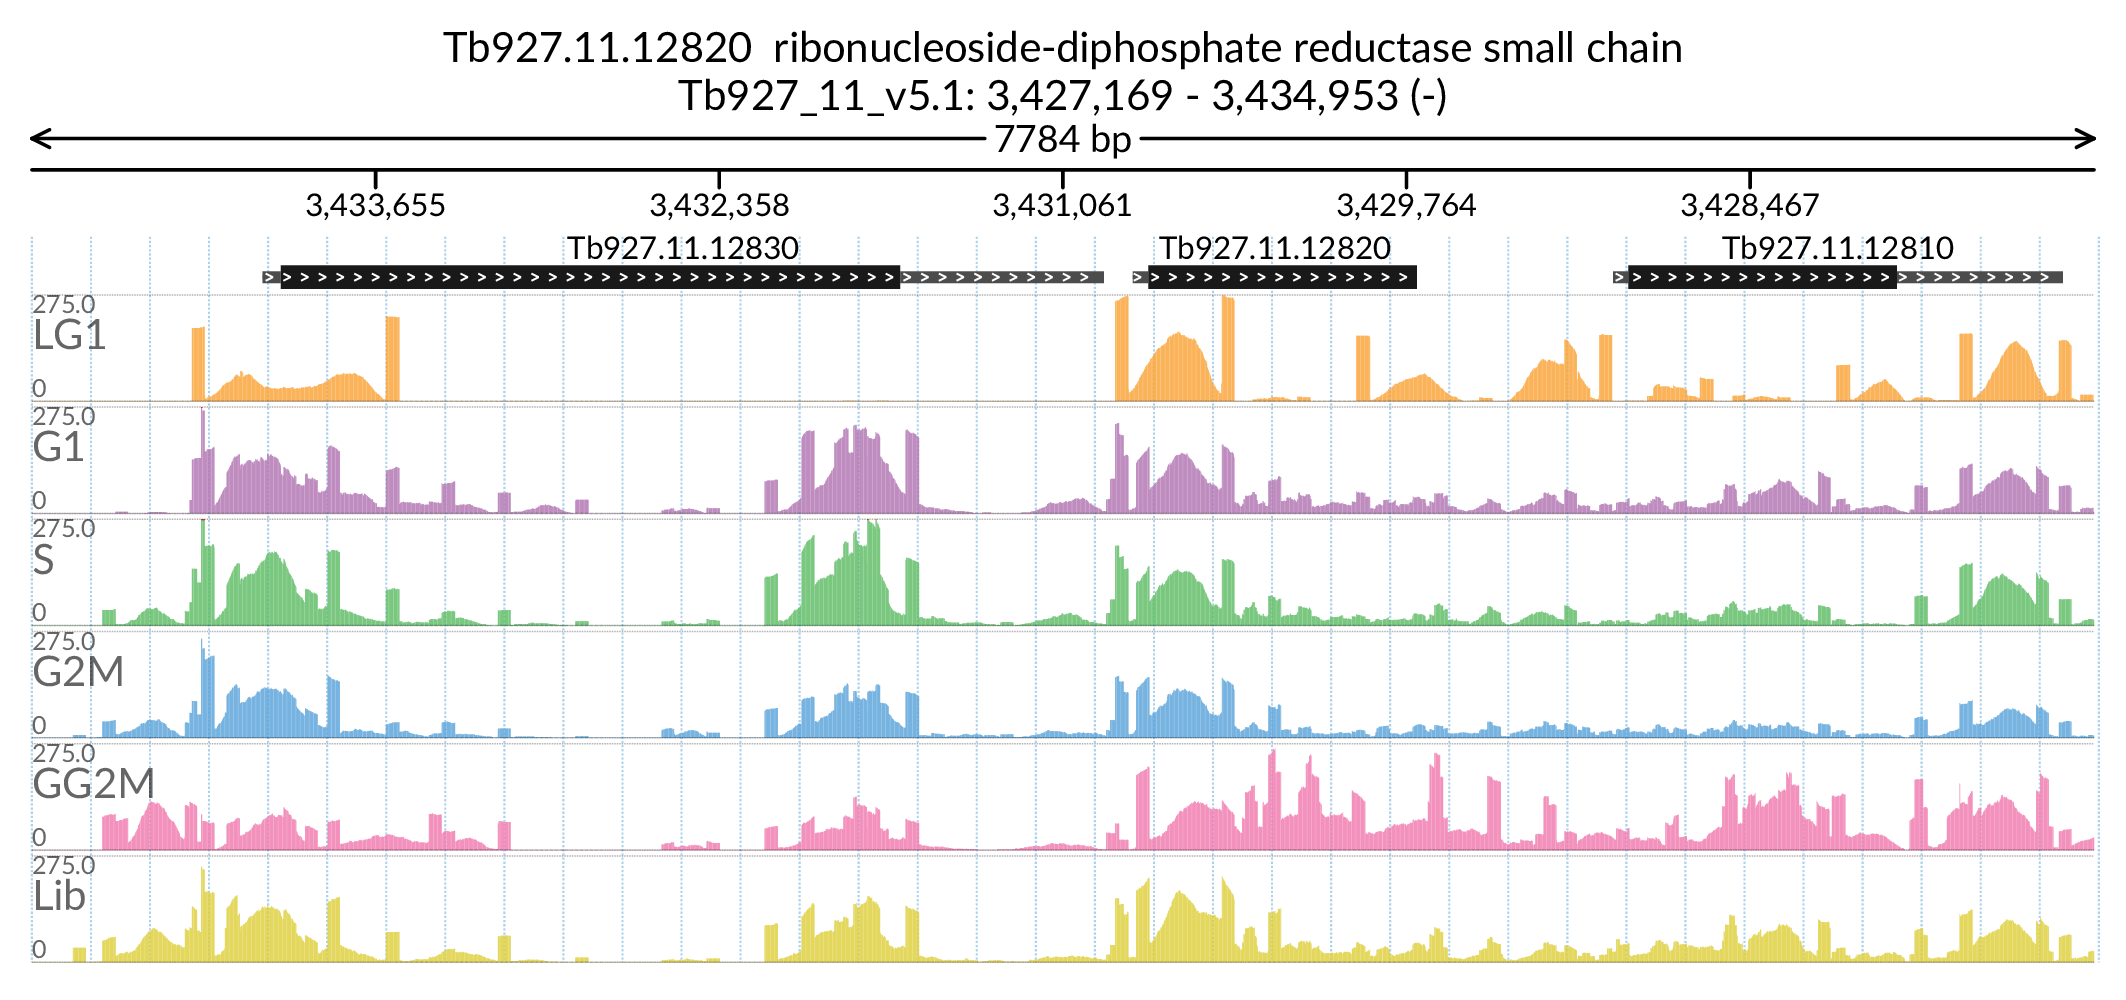 Tb927.11.12820 ribonucleoside-diphosphate reductase small chain
Tb927_11_v5.1: 3,427,169 - 3,434,953 (-)
7784 bp
3,433,655 3,432,358 3,431,061 3,429,764 3,428,467
Tb927.11.12830 Tb927.11.12820 Tb927.11.12810
275.0
LG1
0
275.0
G1
0
275.0
S
0
275.0
G2M
0
275.0
GG2M
0
275.0
Lib
0